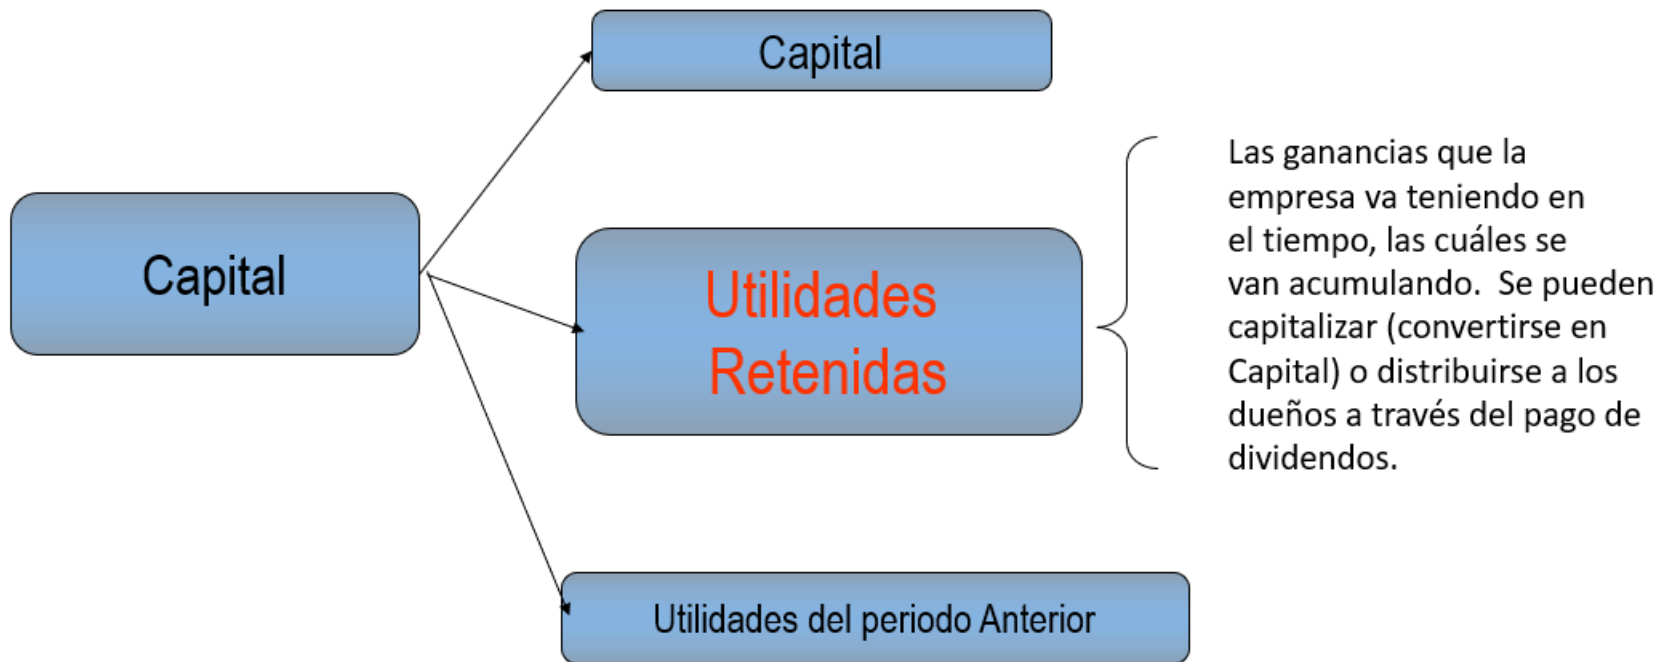 Capital
Capital
Utilidades
Retenidas
Las ganancias que la
empresa va teniendo en
el tiempo, las cuáles se
van acumulando.  Se pueden
capitalizar (convertirse en
Capital) o distribuirse a los
dueños a través del pago de
dividendos.
Utilidades del periodo Anterior